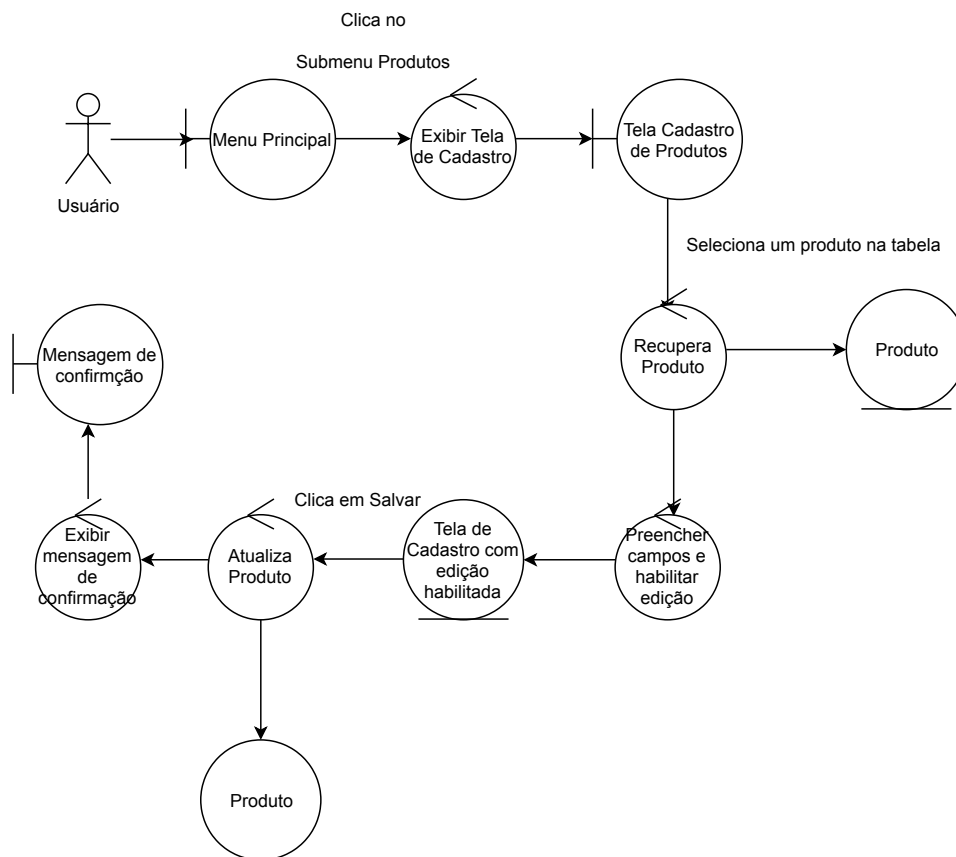 Clica no
Submenu Produtos
Usuário
Menu Principal
Exibir Tela
de Cadastro
Tela Cadastro
de Produtos
Seleciona um produto na tabela
Recupera
Produto
Produto
Mensagem de
confirmção
Clica em Salvar
Exibir
mensagem
de
confirmação
Atualiza
Produto
Tela de
Cadastro com
edição
habilitada
Preencher
campos e
habilitar
edição
Produto